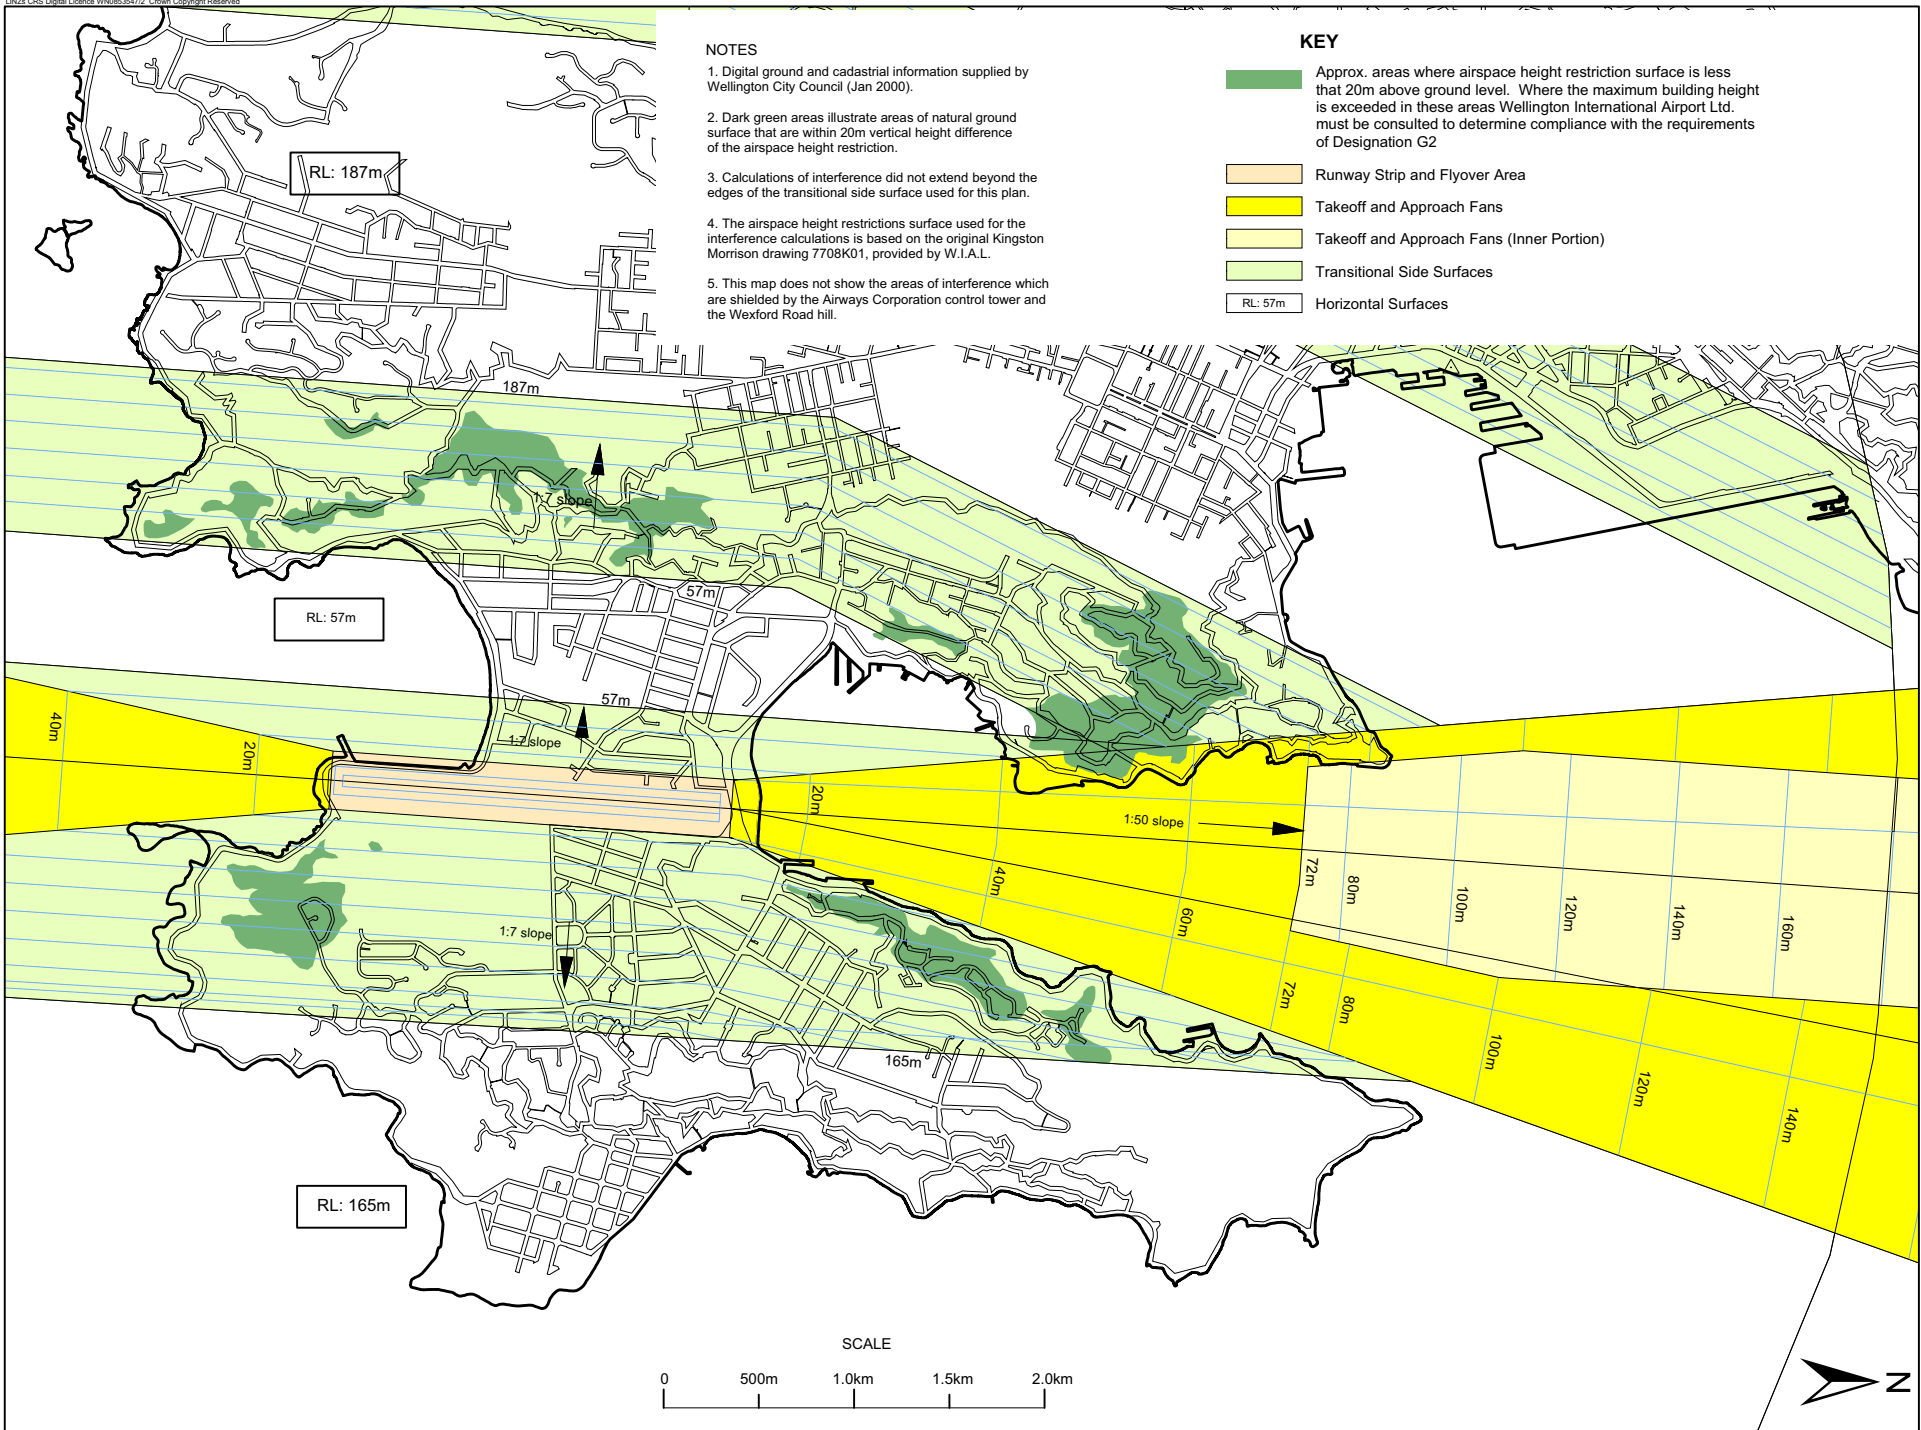 LINZs CRS Digital Licence WN0853547/2 Crown Copyright Reserved
NOTES
1. Digital ground and cadastrial information supplied by
Wellington City Council (Jan 2000).
2. Dark green areas illustrate areas of natural ground
surface that are within 20m vertical height difference
of the airspace height restriction.
3. Calculations of interference did not extend beyond the
edges of the transitional side surface used for this plan.
4. The airspace height restrictions surface used for the
interference calculations is based on the original Kingston
Morrison drawing 7708K01, provided by W.I.A.L.
5. This map does not show the areas of interference which
are shielded by the Airways Corporation control tower and
the Wexford Road hill.
KEY
Approx. areas where airspace height restriction surface is less
that 20m above ground level. Where the maximum building height
is exceeded in these areas Wellington International Airport Ltd.
must be consulted to determine compliance with the requirements
of Designation G2
Runway Strip and Flyover Area
Takeoff and Approach Fans
Takeoff and Approach Fans (Inner Portion)
Transitional Side Surfaces
RL: 57m
Horizontal Surfaces
RL: 187m
187m
1:7 slope
RL: 57m
57m
57m
1:7 slope
40m
20m
20m
40m
60m
1:50 slope
72m
80m
100m
120m
140m
160m
72m
80m
100m
120m
140m
1:7 slope
165m
RL: 165m
SCALE
0
500m
1.0km
1.5km
2.0km
N